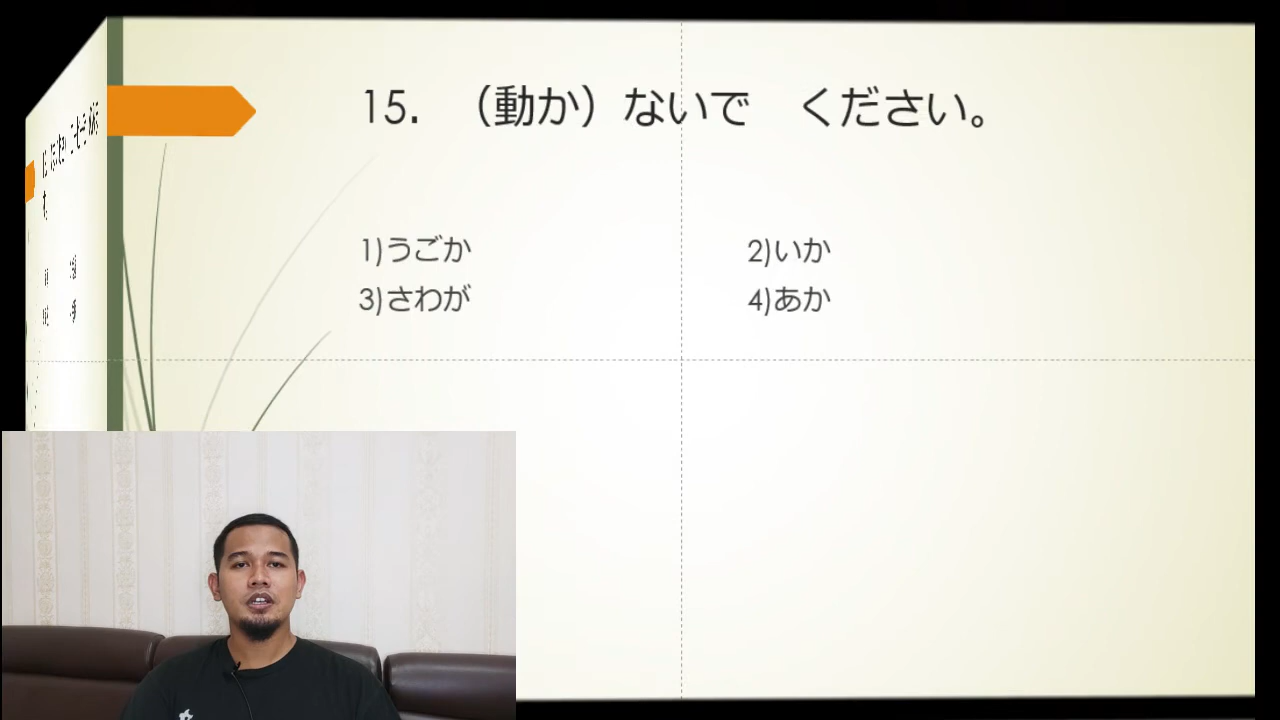 15. （動か）ないで　ください。
1)うごか
2)いか
3)さわが
4)あか